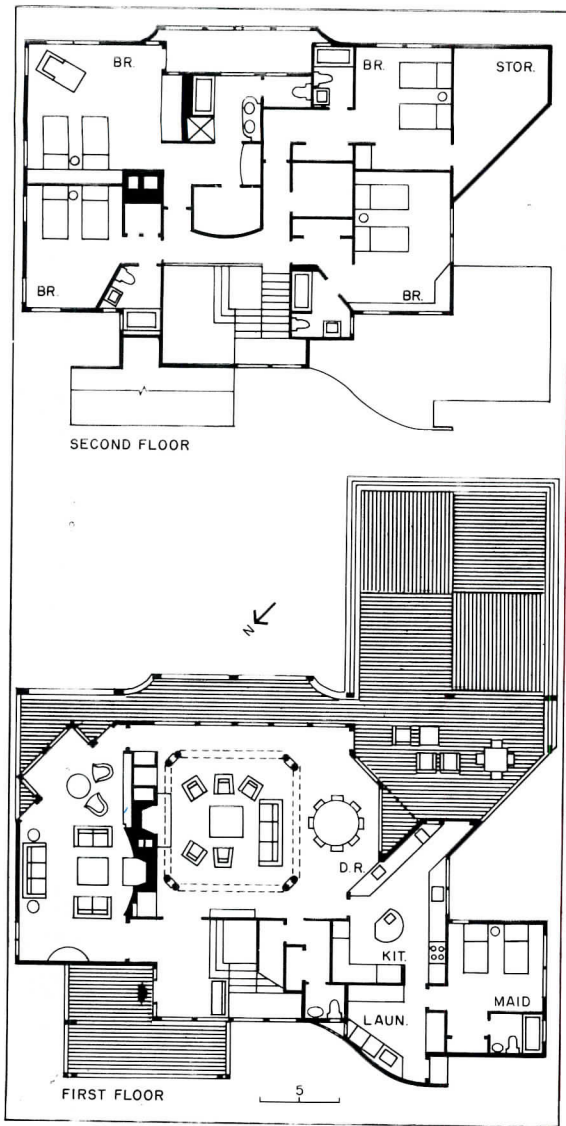 BR.
BR.
STOR.
BR.
BR.
SECOND FLOOR
N
D.R.
KIT.
MAID
LAUN.
FIRST FLOOR
5